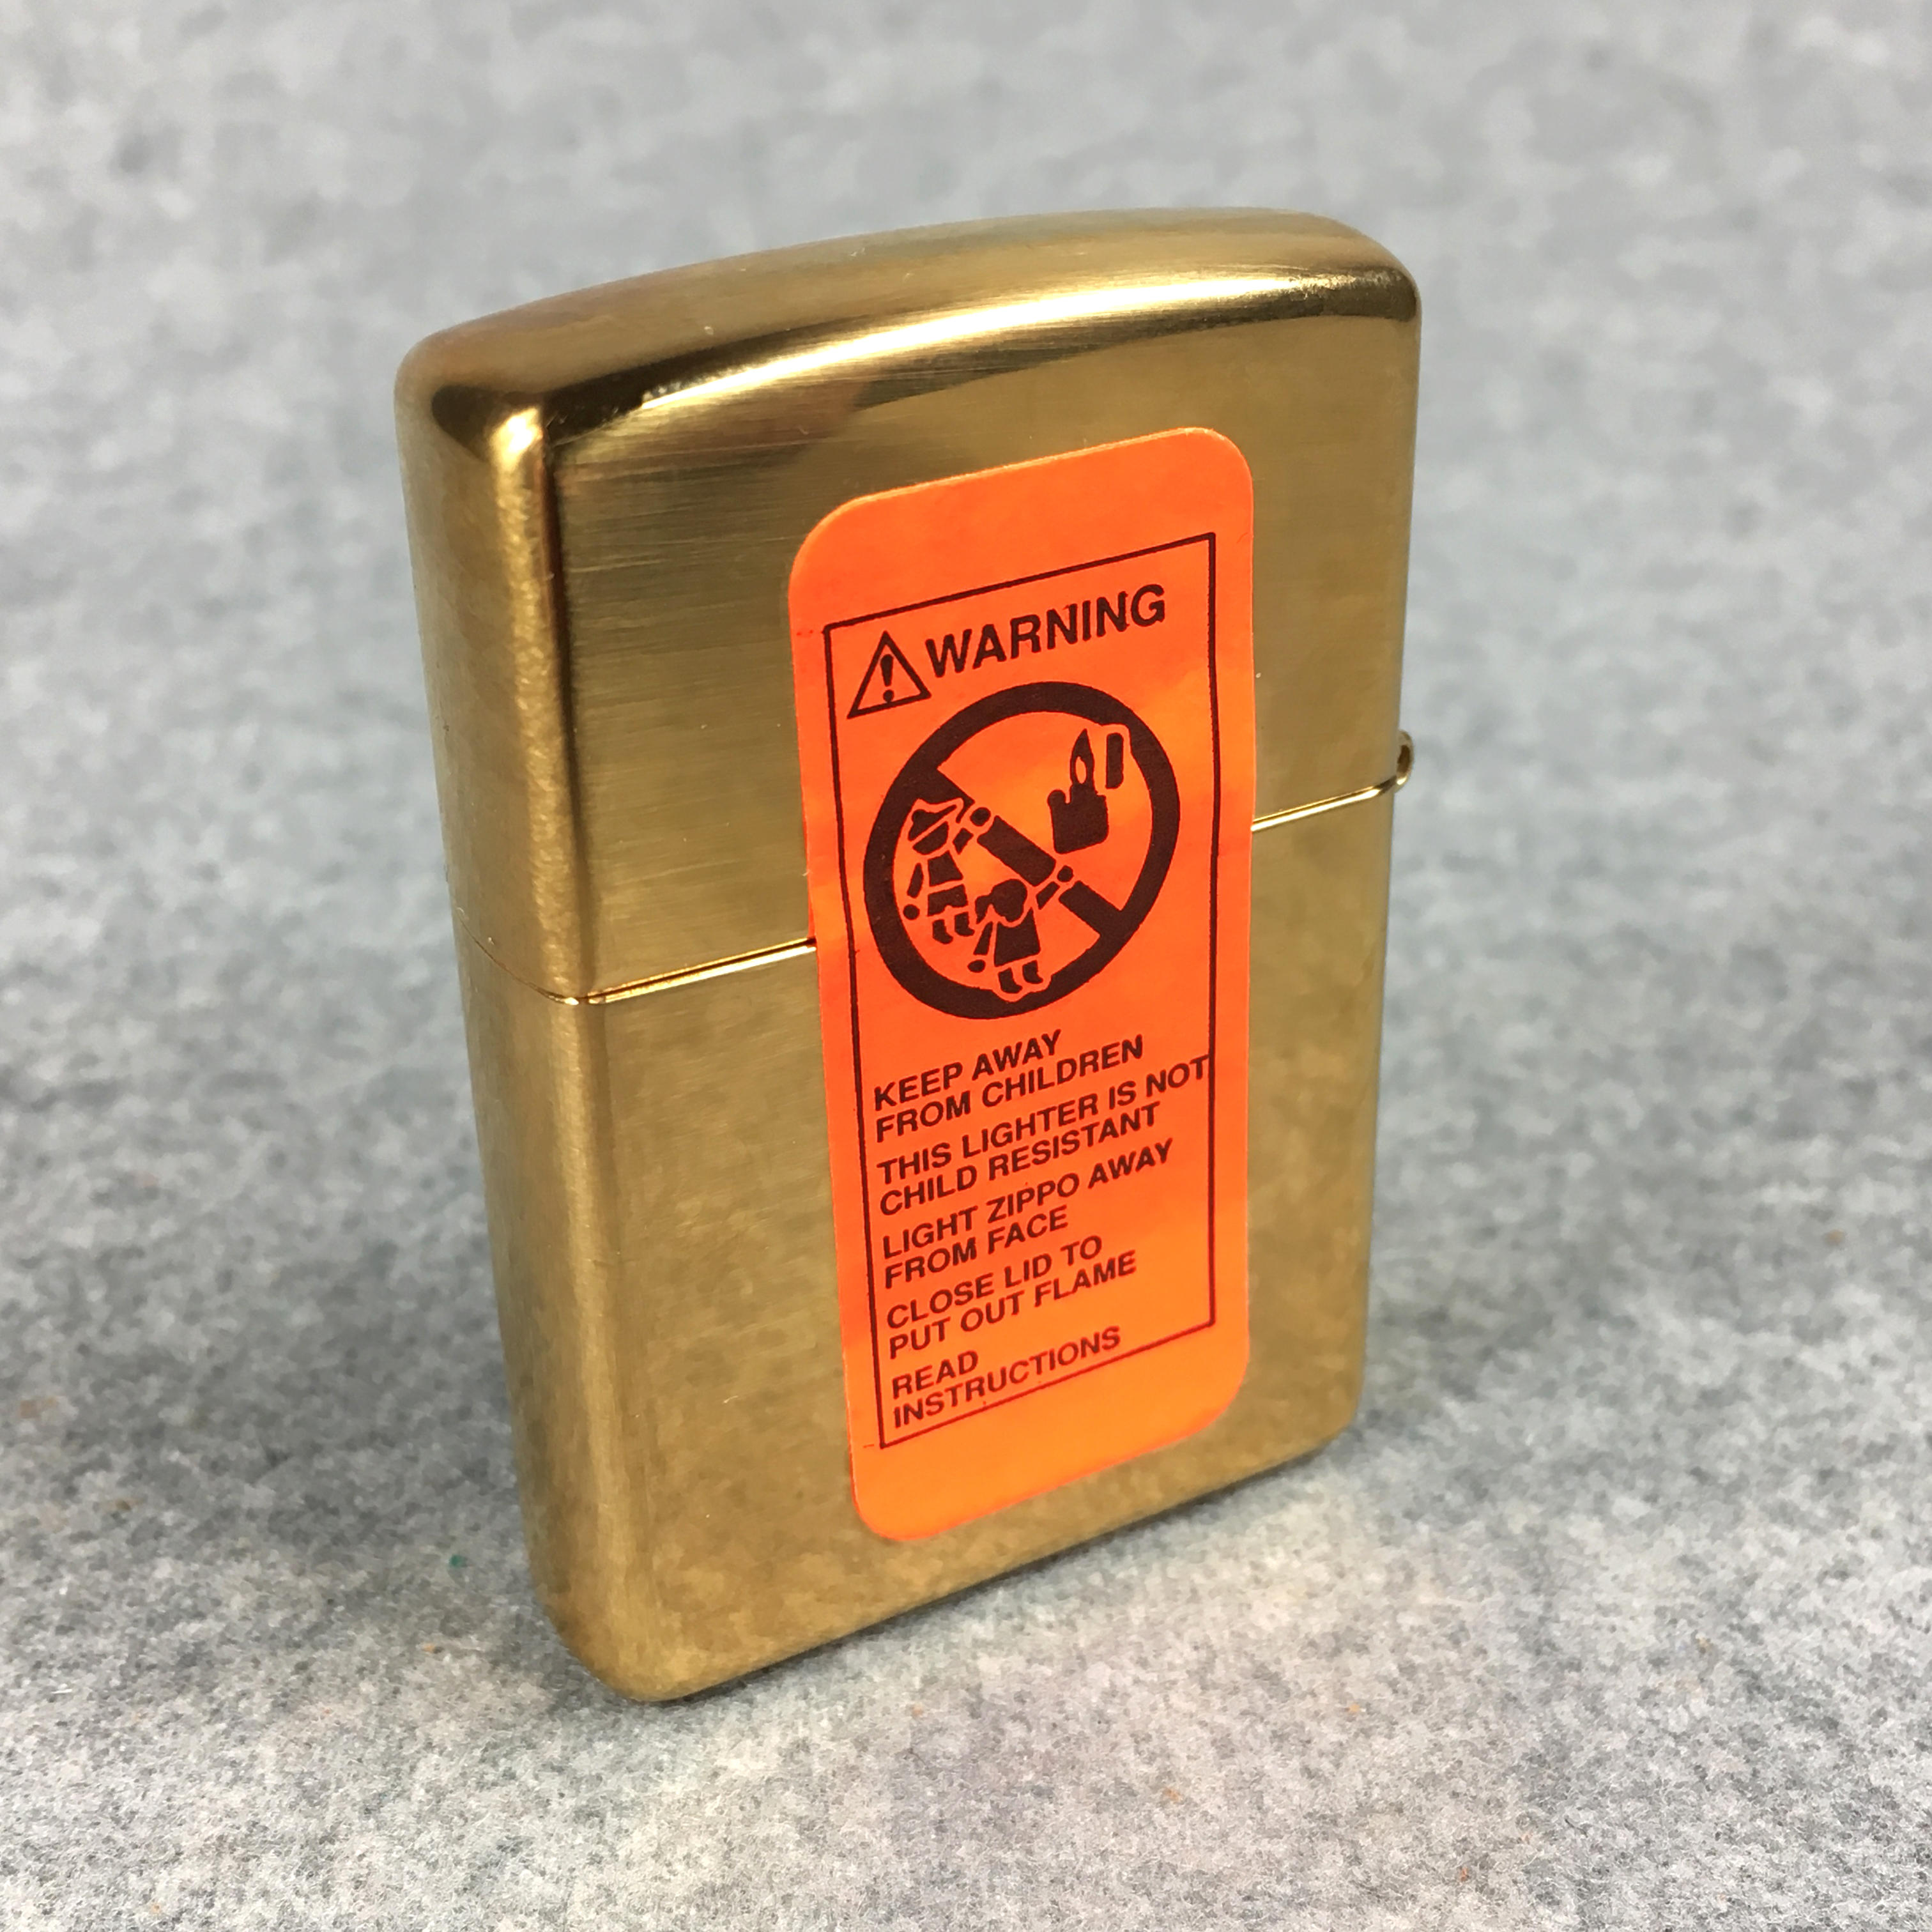 WARNING
KEEP AWAY
FROM CHILDREN
THIS LIGHTER IS NOT
CHILD RESISTANT
LIGHT ZIPPO AWAY
FROM FACE
CLOSE LID TO
PUT OUT FLAME
READ
INSTRUCTIONS